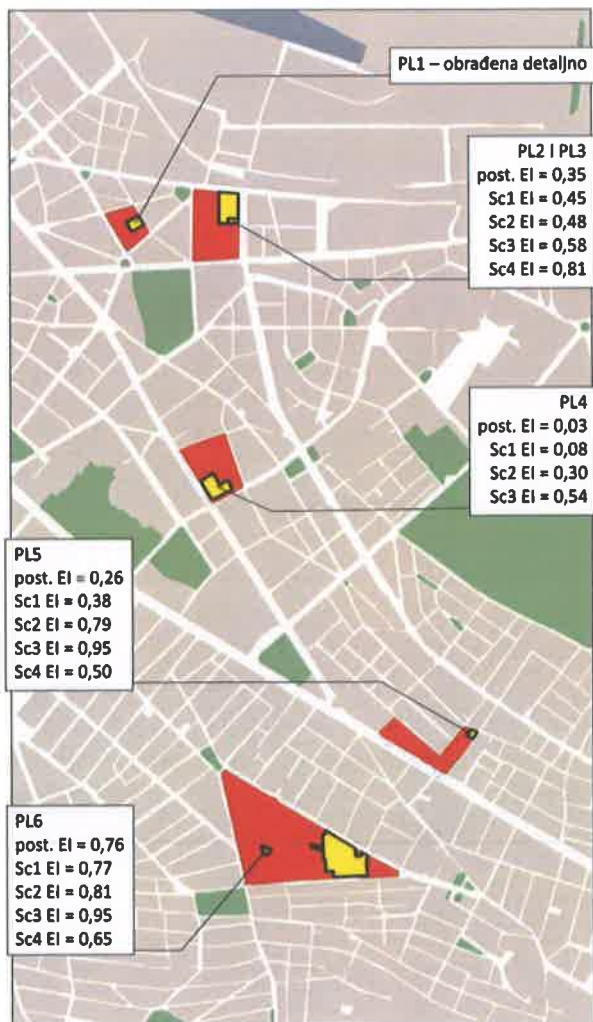 PL1 – obrađena detaljno
PL2 I PL3
post. EI = 0,35
Sc1 EI = 0,45
Sc2 EI = 0,48
Sc3 EI = 0,58
Sc4 EI = 0,81
PL4
post. EI = 0,03
Sc1 EI = 0,08
Sc2 EI = 0,30
Sc3 EI = 0,54
PL5
post. EI = 0,26
Sc1 EI = 0,38
Sc2 EI = 0,79
Sc3 EI = 0,95
Sc4 EI = 0,50
PL6
post. EI = 0,76
Sc1 EI = 0,77
Sc2 EI = 0,81
Sc3 EI = 0,95
Sc4 EI = 0,65